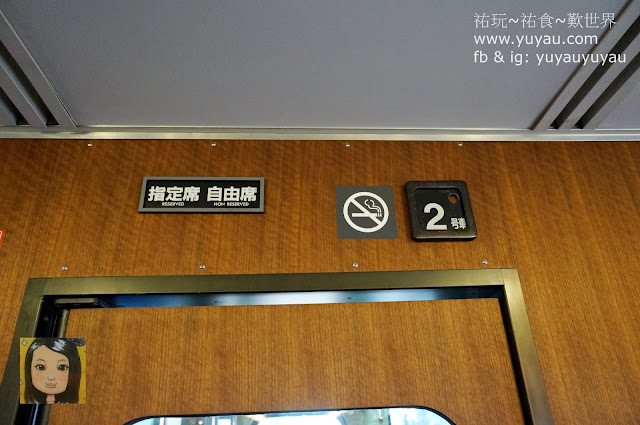 祐玩~祐食~歎世界
www.yuyau.com
fb & ig: yuyauyuyau
指定席 自由席
RESERVED NON RESERVED
2号車